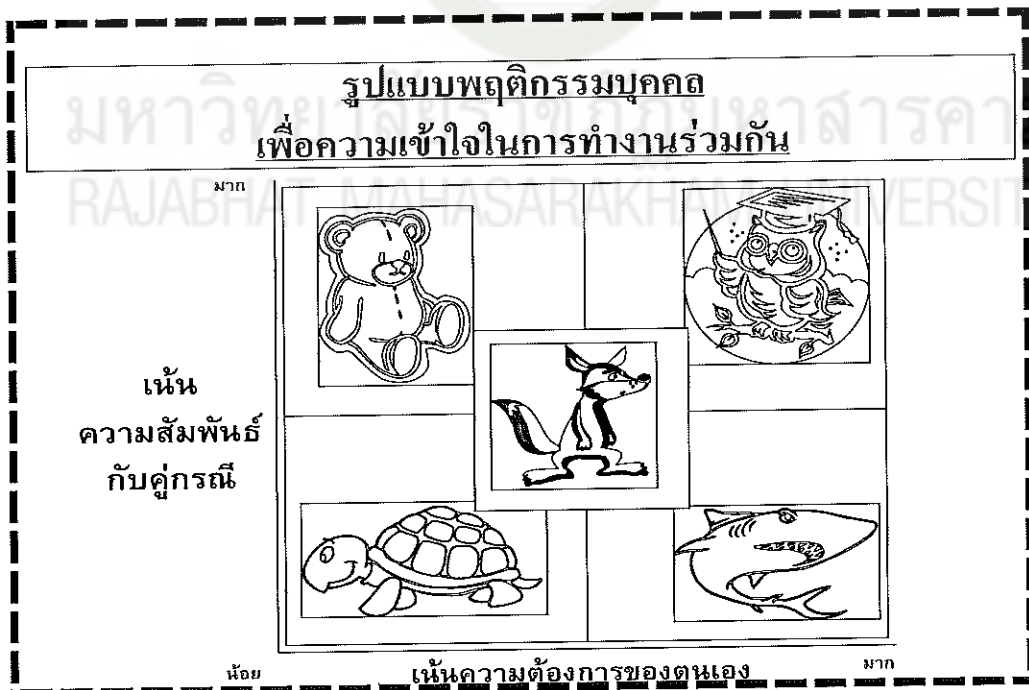 รูปแบบพฤติกรรมบุคคล
เพื่อความเข้าใจในการทำงานร่วมกัน
RAJABHAT MAHASARAKHAM UNIVERSIT
มาก
เน้น
ความสัมพันธ์
กับคู่กรณี
น้อย
เน้นความต้องการของตนเอง
มาก